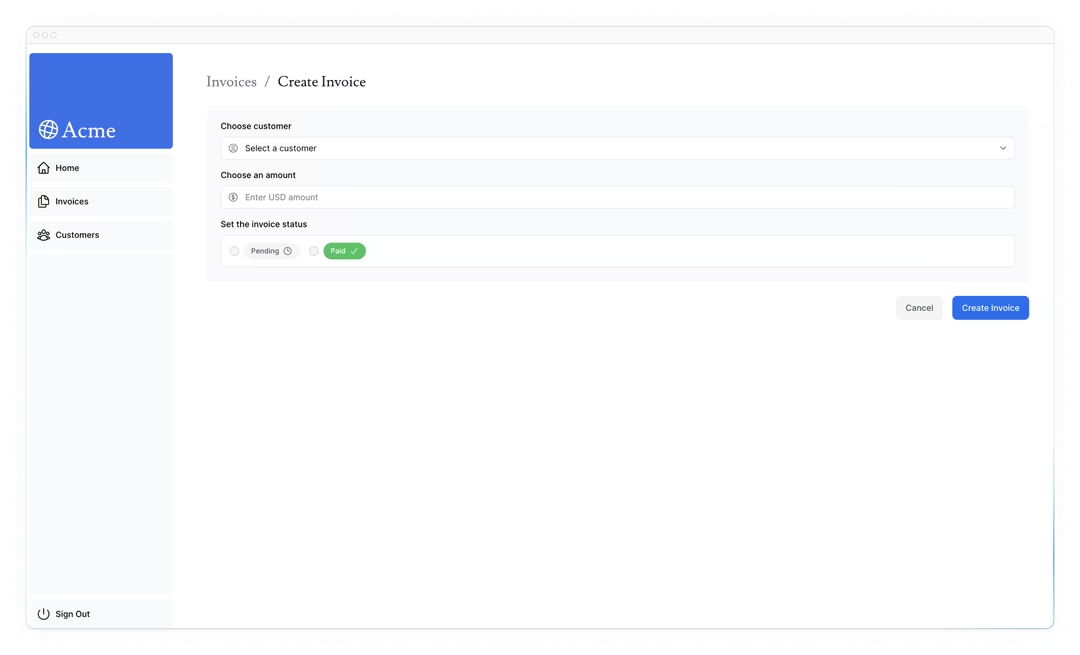 Acme
Home
Invoices
Customers
Sign Out
Invoices / Create Invoice
Choose customer
Select a customer
Choose an amount
Enter USD amount
Set the invoice status
Pending Paid
Cancel Create Invoice